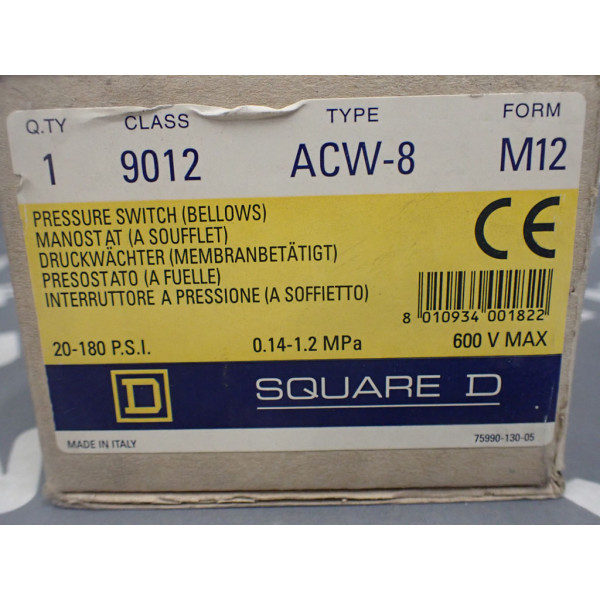 Q.TY CLASS TYPE FORM
1 9012 ACW-8 M12
PRESSURE SWITCH (BELLOWS)
MANOSTAT (A SOUFFLET)
DRUCKWÄCHTER (MEMBRANBETÄTIGT)
PRESOSTATO (A FUELLE)
INTERRUTTORE A PRESSIONE (A SOFFIETTO)
CE
8 010934 001822
20-180 P.S.I. 0.14-1.2 MPa 600 V MAX
D SQUARE D
MADE IN ITALY 75990-130-05